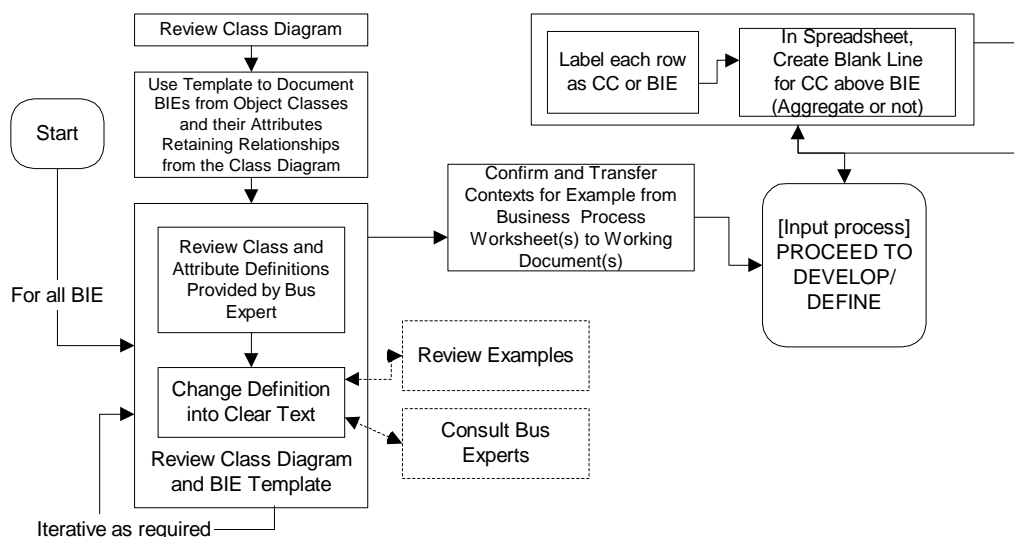 Review Class Diagram
Use Template to Document
BIEs from Object Classes
and their Attributes
Retaining Relationships
from the Class Diagram
Start
For all BIE
Review Class and
Attribute Definitions
Provided by Bus
Expert
Change Definition
into Clear Text
Review Class Diagram
and BIE Template
Iterative as required
Confirm and Transfer
Contexts for Example from
Business Process
Worksheet(s) to Working
Document(s)
Review Examples
Consult Bus
Experts
Label each row
as CC or BIE
In Spreadsheet,
Create Blank Line
for CC above BIE
(Aggregate or not)
[Input process]
PROCEED TO
DEVELOP/
DEFINE